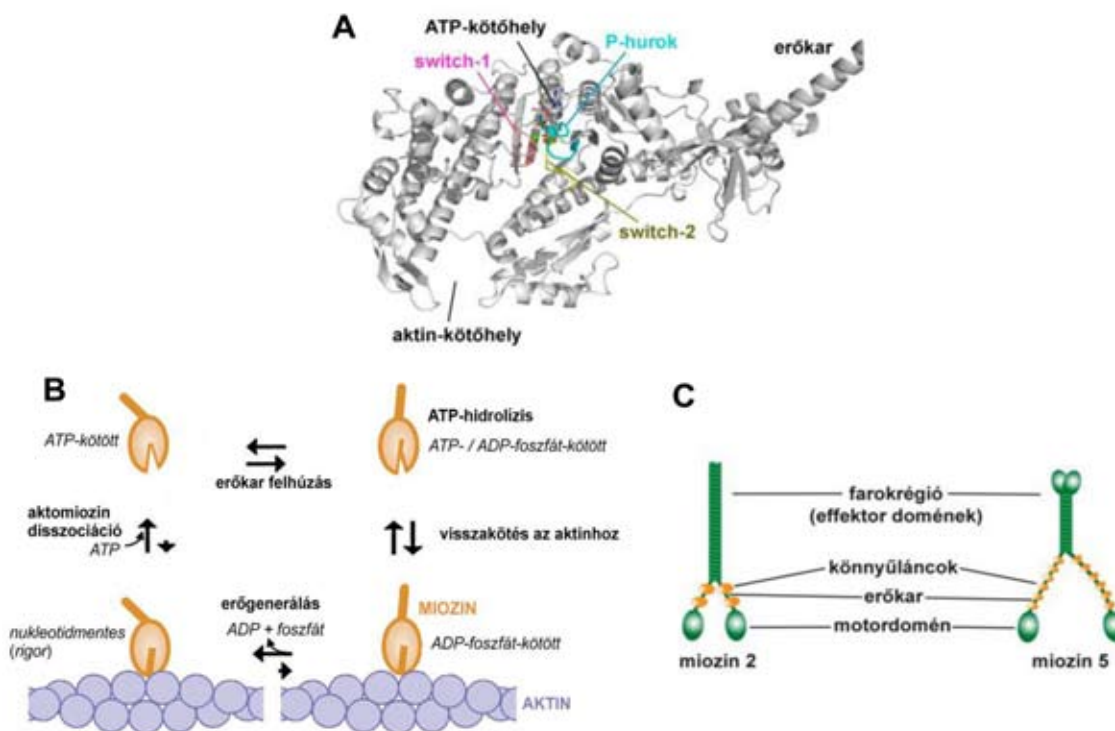 A
ATP-kötőhely
P-hurok
switch-1
erőkar
switch-2
aktin-kötőhely
B
ATP-kötött
ATP-hidrolízis
ATP- / ADP-foszfát-kötött
erőkar felhúzás
aktomiozin
disszociáció
ATP
visszakötés az aktinhoz
nukleotidmentes
(rigor)
erőgenerálás
ADP + foszfát
MIOZIN
ADP-foszfát-kötött
AKTIN
C
farokrégió
(effektor domének)
könnyűláncok
erőkar
motordomén
miozin 2
miozin 5